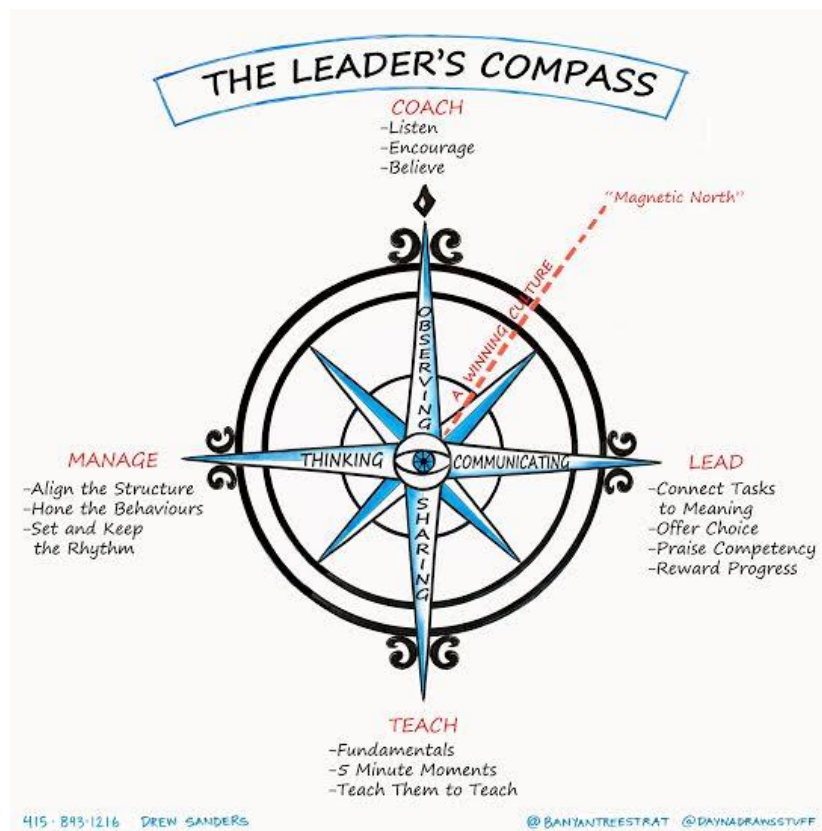 THE LEADER'S COMPASS
COACH
-Listen
-Encourage
-Believe
"Magnetic North"
A WINNING CULTURE
OBSERVING
THINKING
COMMUNICATING
SHARING
MANAGE
-Align the Structure
-Hone the Behaviours
-Set and Keep
the Rhythm
LEAD
-Connect Tasks
to Meaning
-Offer Choice
-Praise Competency
-Reward Progress
TEACH
-Fundamentals
-5 Minute Moments
-Teach Them to Teach
415·893·1216 DREW SANDERS
@BANYANTREESTRAT @DAYNADRAWSSTUFF